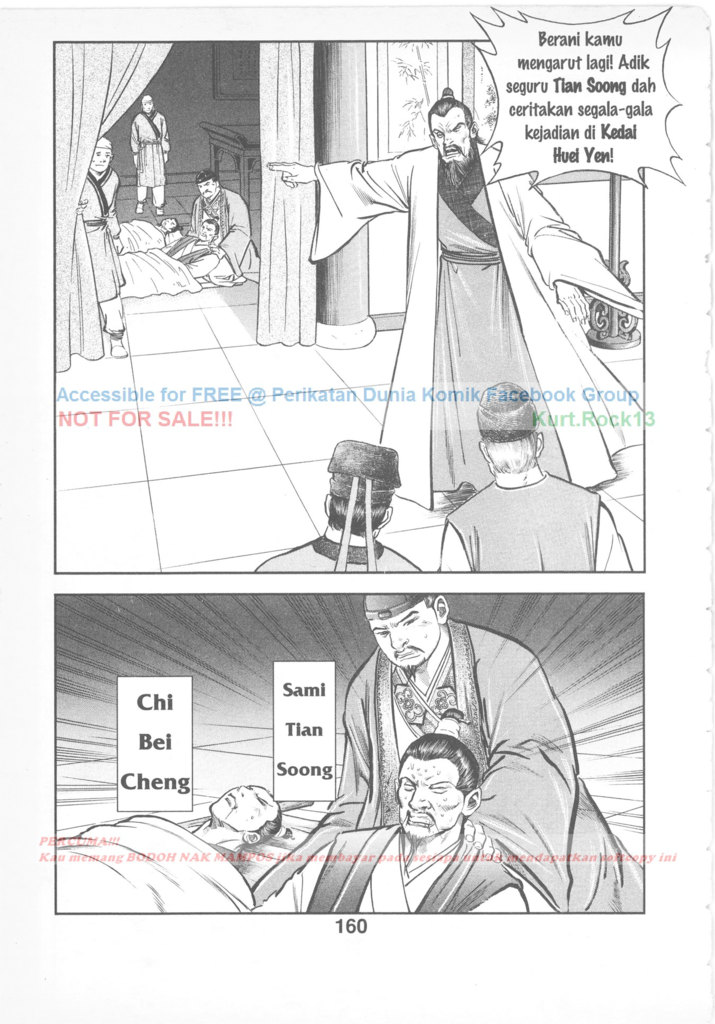 Berani kamu
mengarut lagi! Adik
seguru Tian Soong dah
ceritakan segala-gala
kejadian di Kedai
Huei Yen!
Accessible for FREE @ Perikatan Dunia Komik Facebook Group
NOT FOR SALE!!!
Kurt.Rock13
Chi
Bei
Cheng
Sami
Tian
Soong
PERCUMA!!!
Kau memang BODOH NAK MAMPOS jika membayar pada sesiapa untuk mendapatkan softcopy ini
160